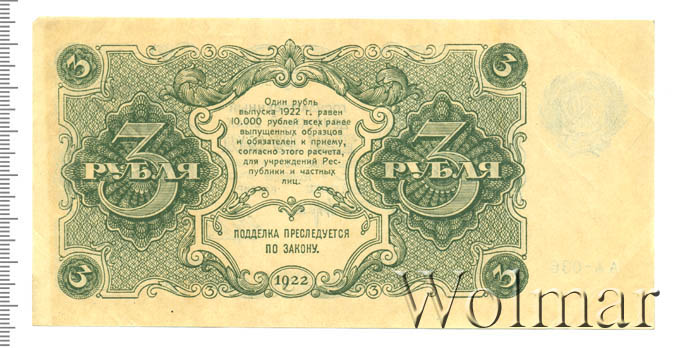 3 3
Один рубль
выпуска 1922 г. равен
10,000 рублей всех ранее
выпущенных образцов
и обязателен к приему,
согласно этого расчета,
для учреждений Рес-
публики и частных
лиц.
3 РУБЛЯ
3 РУБЛЯ
ПОДДЕЛКА ПРЕСЛЕДУЕТСЯ
ПО ЗАКОНУ.
3 1922 3
Wolmar